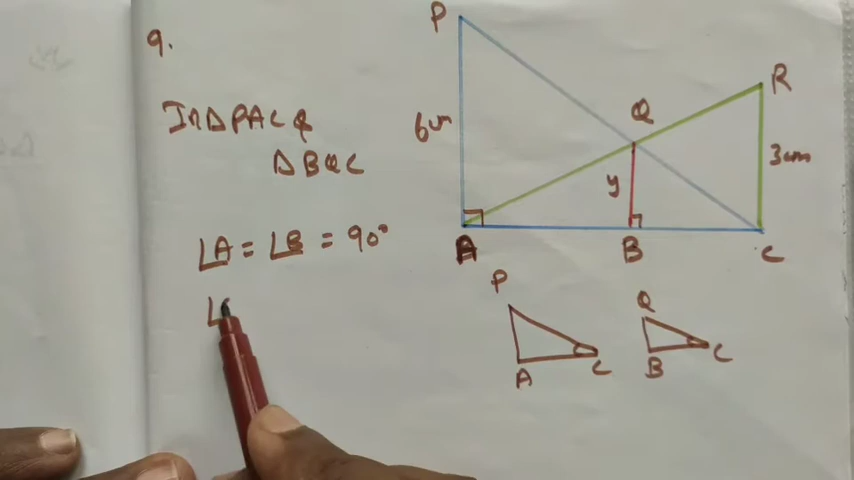 9.
In ΔPAC &
ΔBQC
∠A = ∠B = 90°
∠
P
6cm
Q
R
y
3cm
A
B
C
P
A
C
Q
B
C